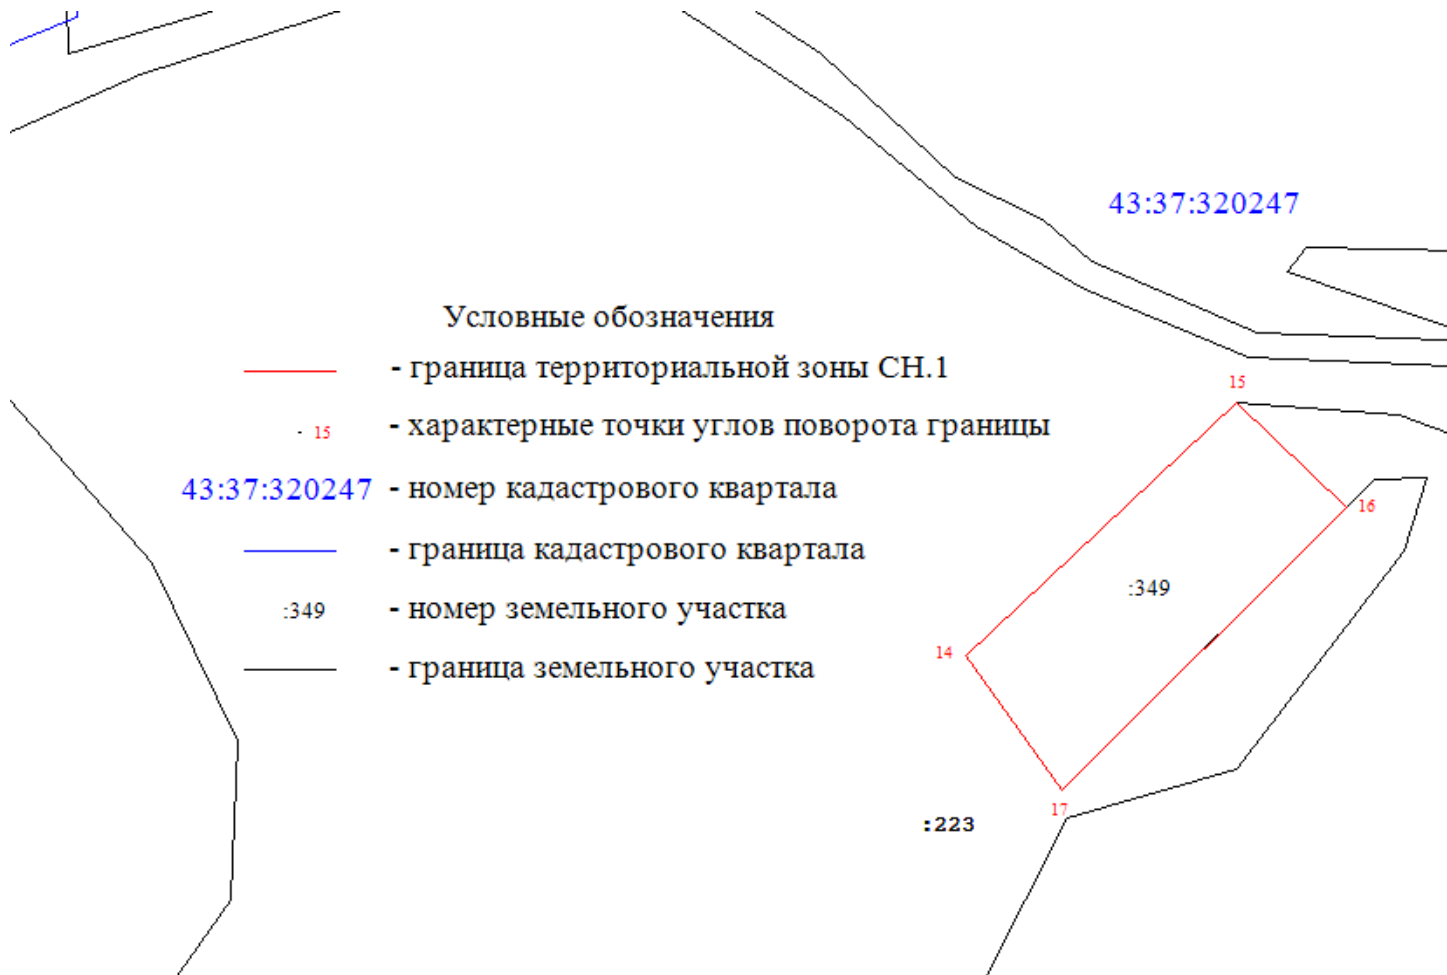 43:37:320247
Условные обозначения
- граница территориальной зоны СН.1
15
15 - характерные точки углов поворота границы
43:37:320247 - номер кадастрового квартала
16
- граница кадастрового квартала
:349
:349 - номер земельного участка
14
- граница земельного участка
17
:223